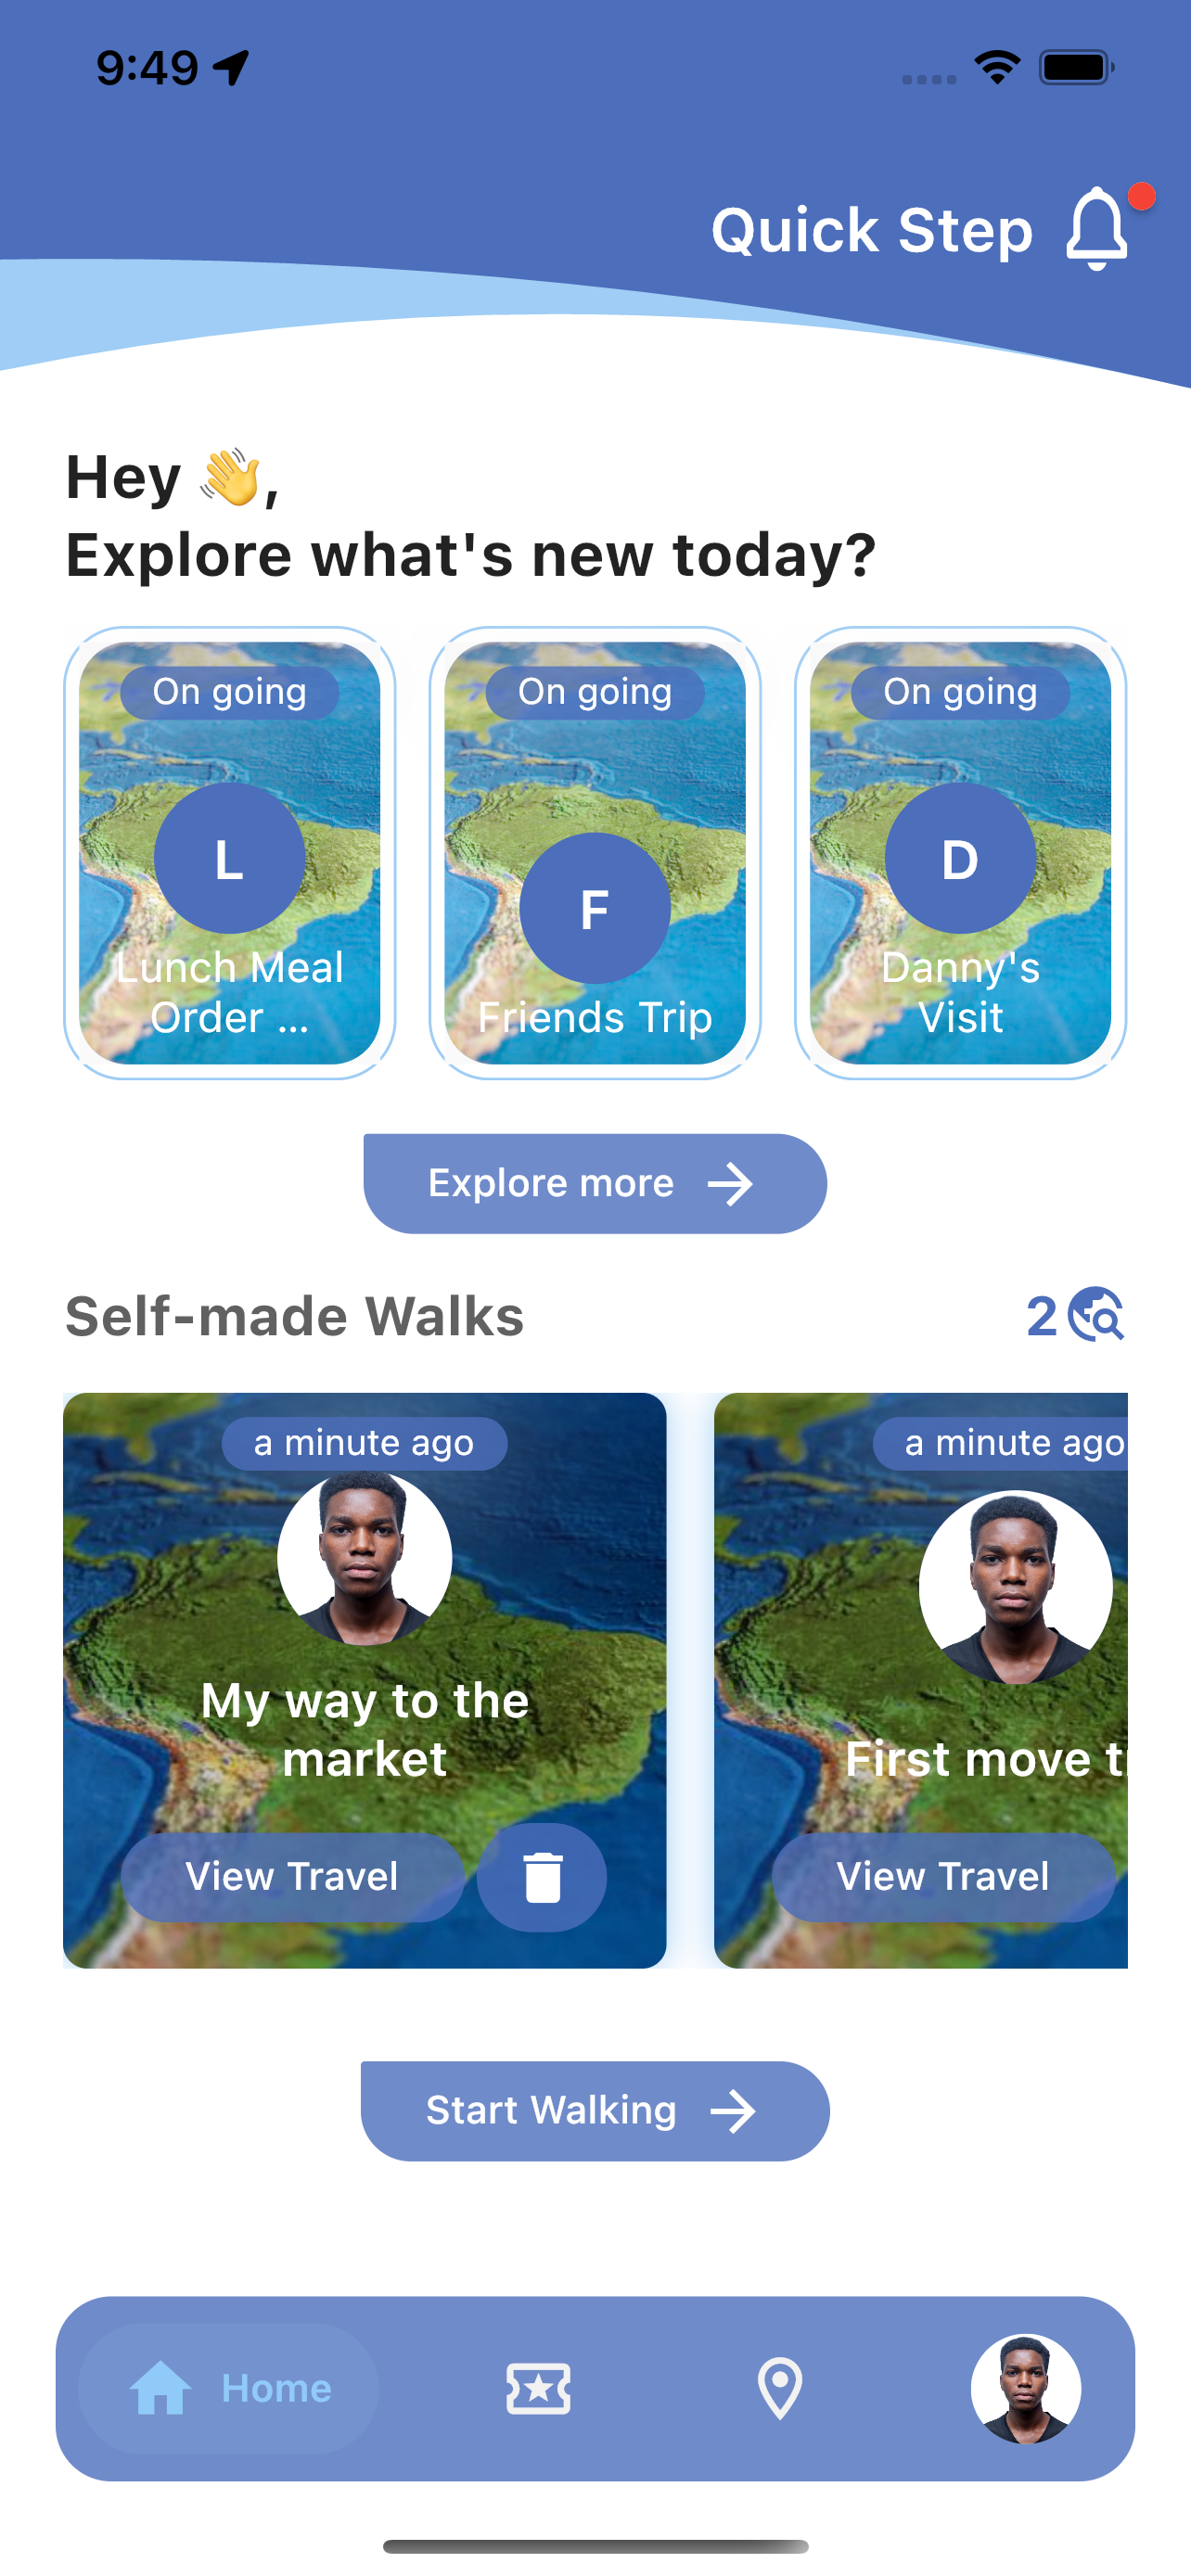 9:49
Quick Step
Hey 👋,
Explore what's new today?
On going
L
Lunch Meal
Order ...
On going
F
Friends Trip
On going
D
Danny's
Visit
Explore more
Self-made Walks
2
a minute ago
My way to the
market
View Travel
a minute ago
First move
View Travel
Start Walking
Home